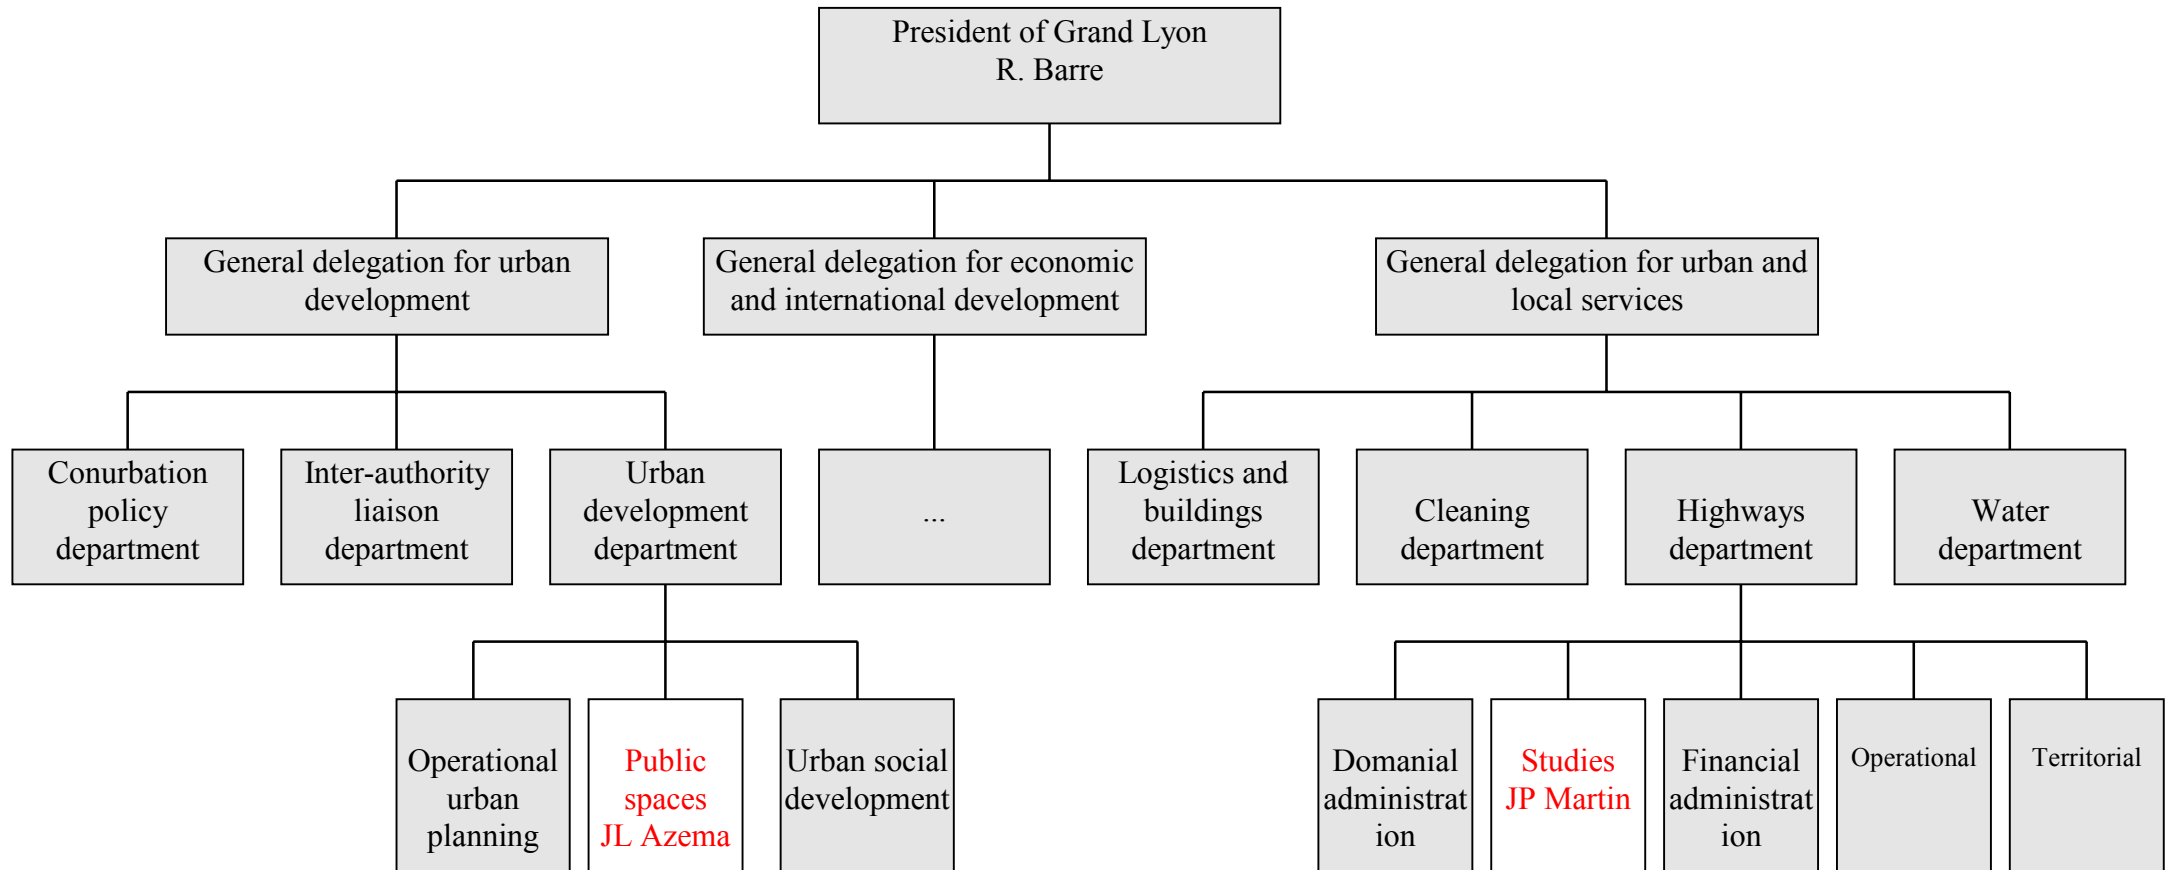 President of Grand Lyon
R. Barre
General delegation for urban
development
General delegation for economic
and international development
General delegation for urban and
local services
Conurbation
policy
department
Inter-authority
liaison
department
Urban
development
department
...
Logistics and
buildings
department
Cleaning
department
Highways
department
Water
department
Operational
urban
planning
Public
spaces
JL Azema
Urban social
development
Domanial
administrat
ion
Studies
JP Martin
Financial
administrat
ion
Operational
Territorial